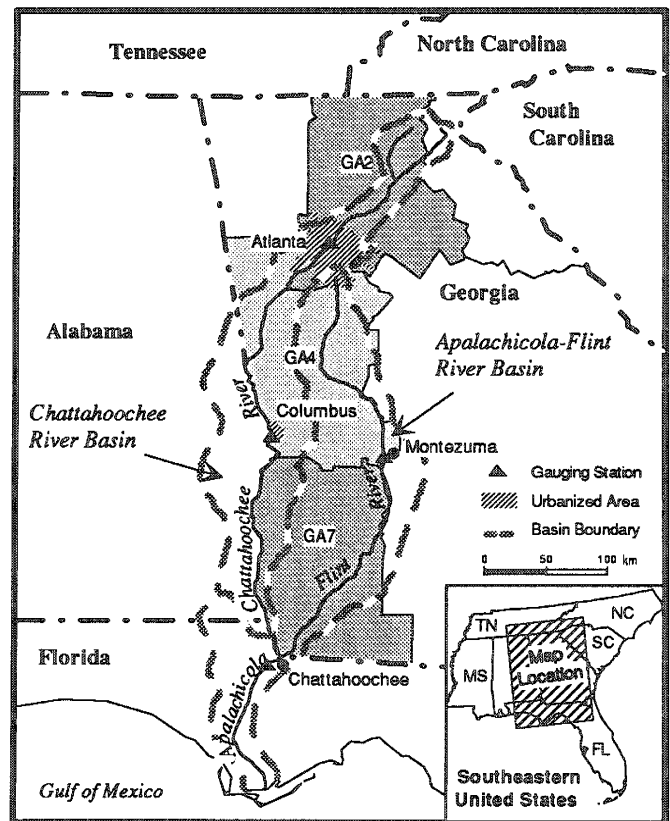 Tennessee
North Carolina
South
Carolina
GA2
Atlanta
Georgia
Alabama
Apalachicola-Flint
River Basin
GA4
River
Chattahoochee
River Basin
Columbus
Montezuma
River
Gauging Station
Urbanized Area
Basin Boundary
0 50 100 km
GA7
Chattahoochee
Flint
Florida
Chattahoochee
Apalachicola
Gulf of Mexico
TN
NC
SC
MS
Map
Location
FL
Southeastern
United States